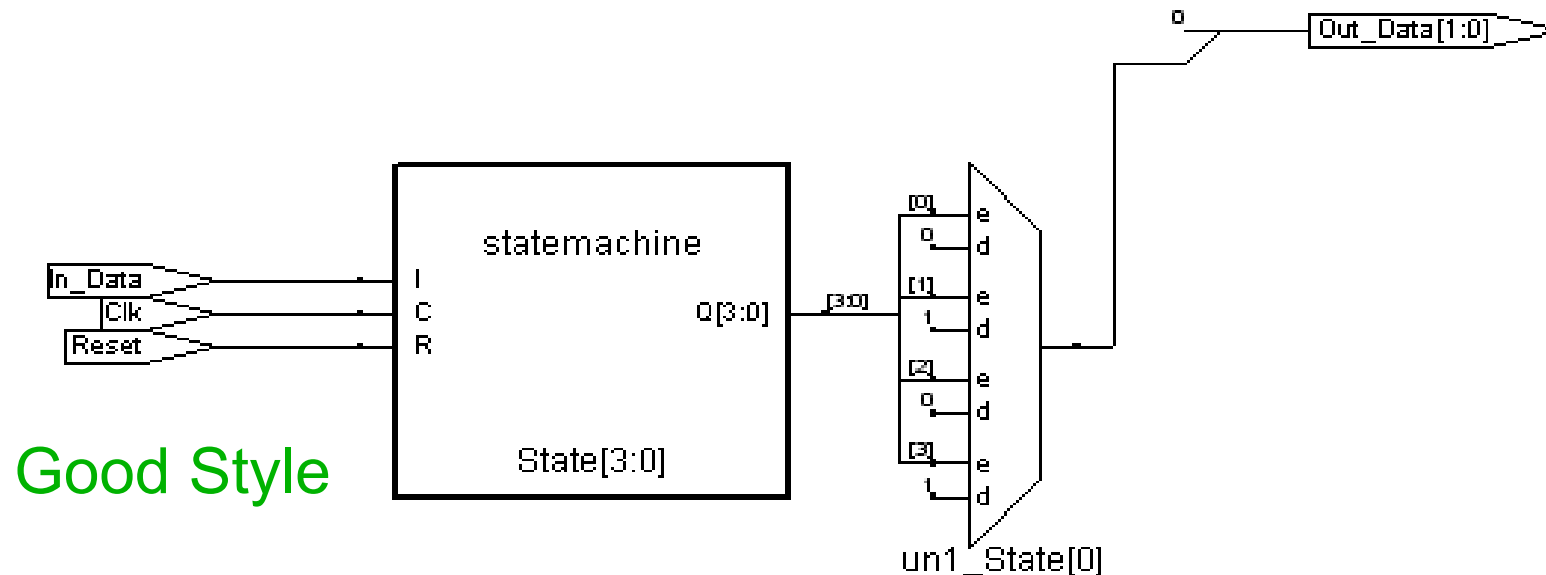 0
Out_Data[1:0]
statemachine
In_Data
I
Clk
C
Reset
R
Q[3:0]
[3:0]
State[3:0]
[0]
e
0
d
[1]
e
1
d
[2]
e
0
d
[3]
e
1
d
un1_State[0]
Good Style